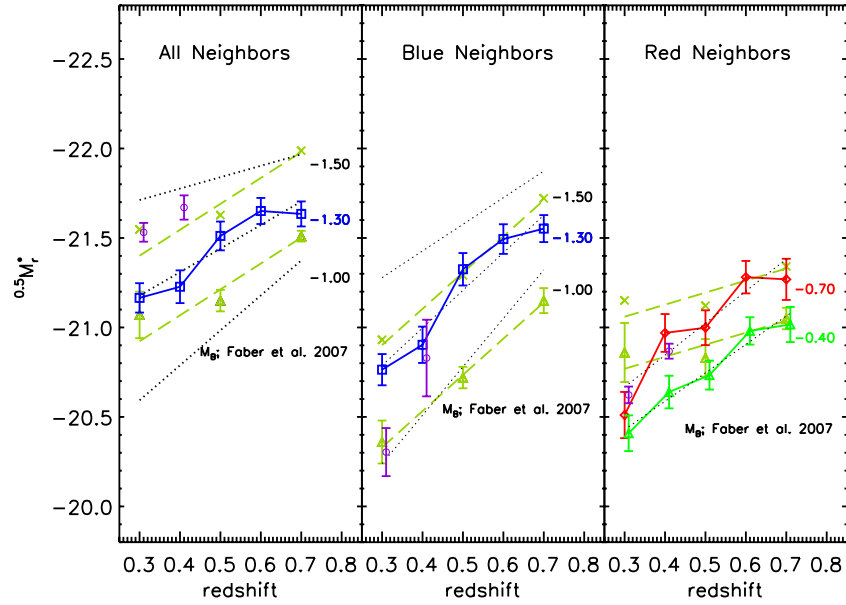 All Neighbors
Blue Neighbors
Red Neighbors
−22.5
−22.0
−21.5
−21.0
−20.5
−20.0
0.5M*r
−1.50
−1.30
−1.00
MB; Faber et al. 2007
−1.50
−1.30
−1.00
MB; Faber et al. 2007
−0.70
−0.40
MB; Faber et al. 2007
0.3 0.4 0.5 0.6 0.7 0.8
0.3 0.4 0.5 0.6 0.7 0.8
0.3 0.4 0.5 0.6 0.7 0.8
redshift
redshift
redshift